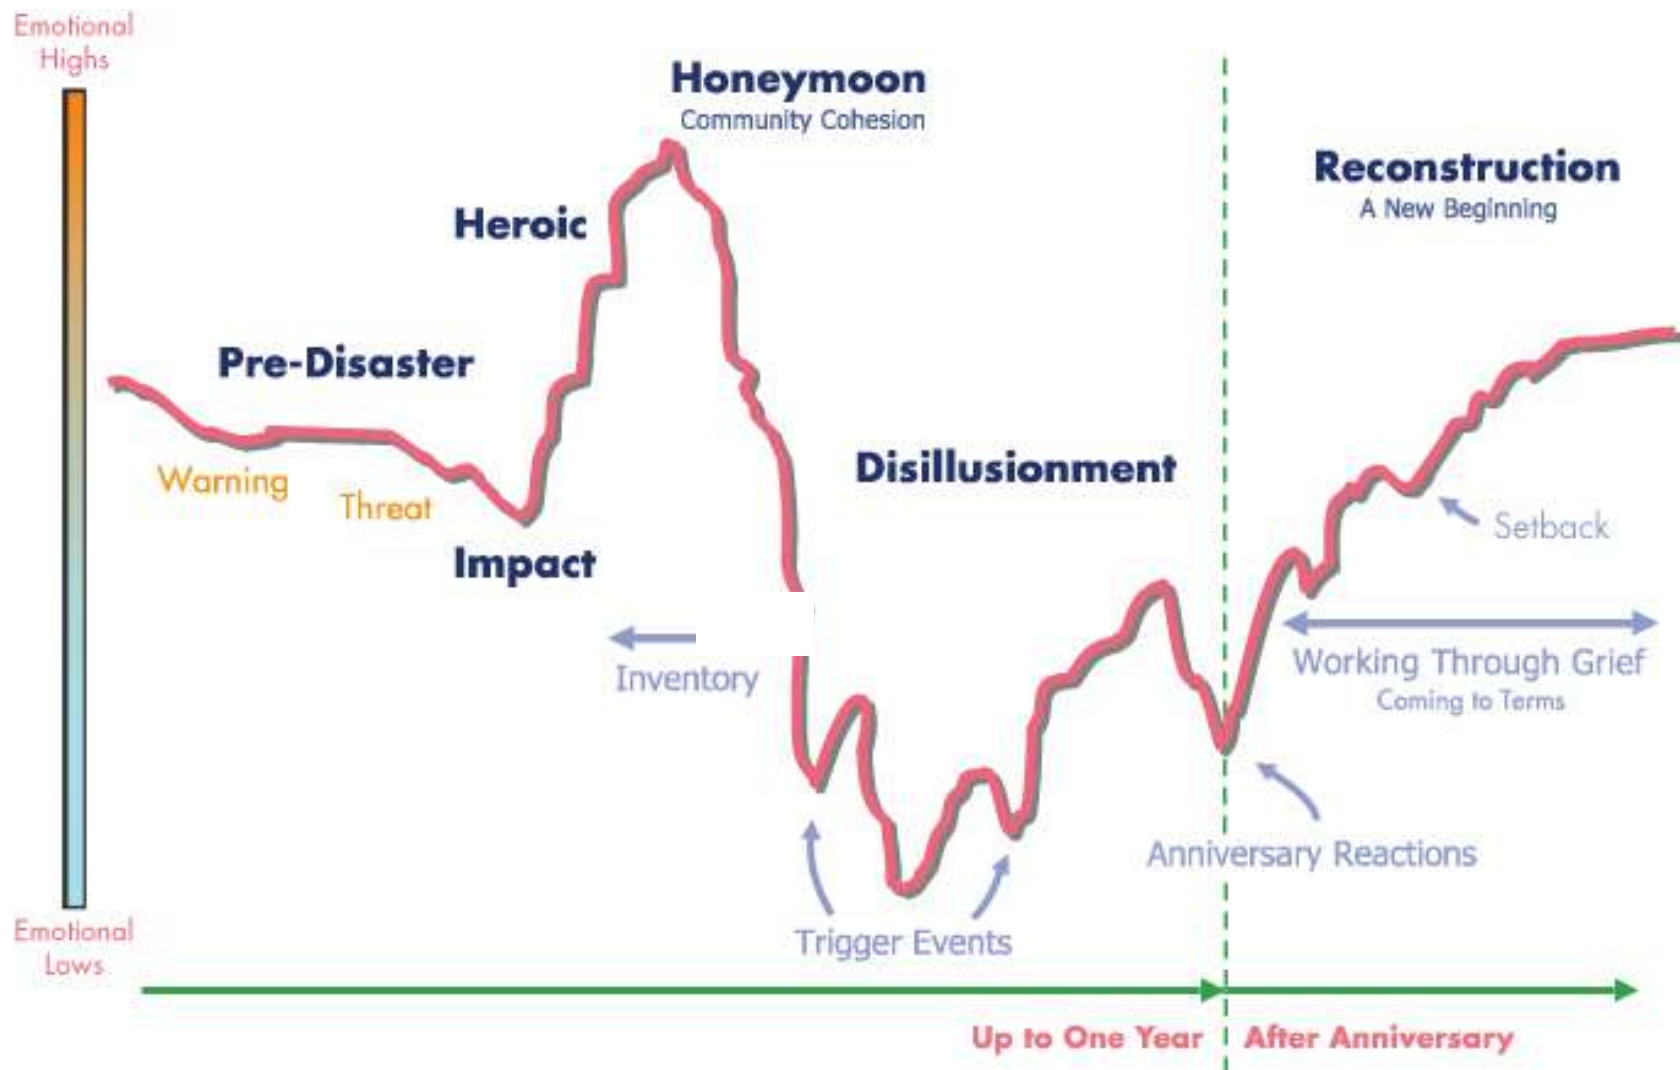 Emotional
Highs
Honeymoon
Community Cohesion
Reconstruction
A New Beginning
Heroic
Pre-Disaster
Warning
Threat
Disillusionment
Impact
Setback
Inventory
Working Through Grief
Coming to Terms
Anniversary Reactions
Trigger Events
Emotional
Lows
Up to One Year
After Anniversary